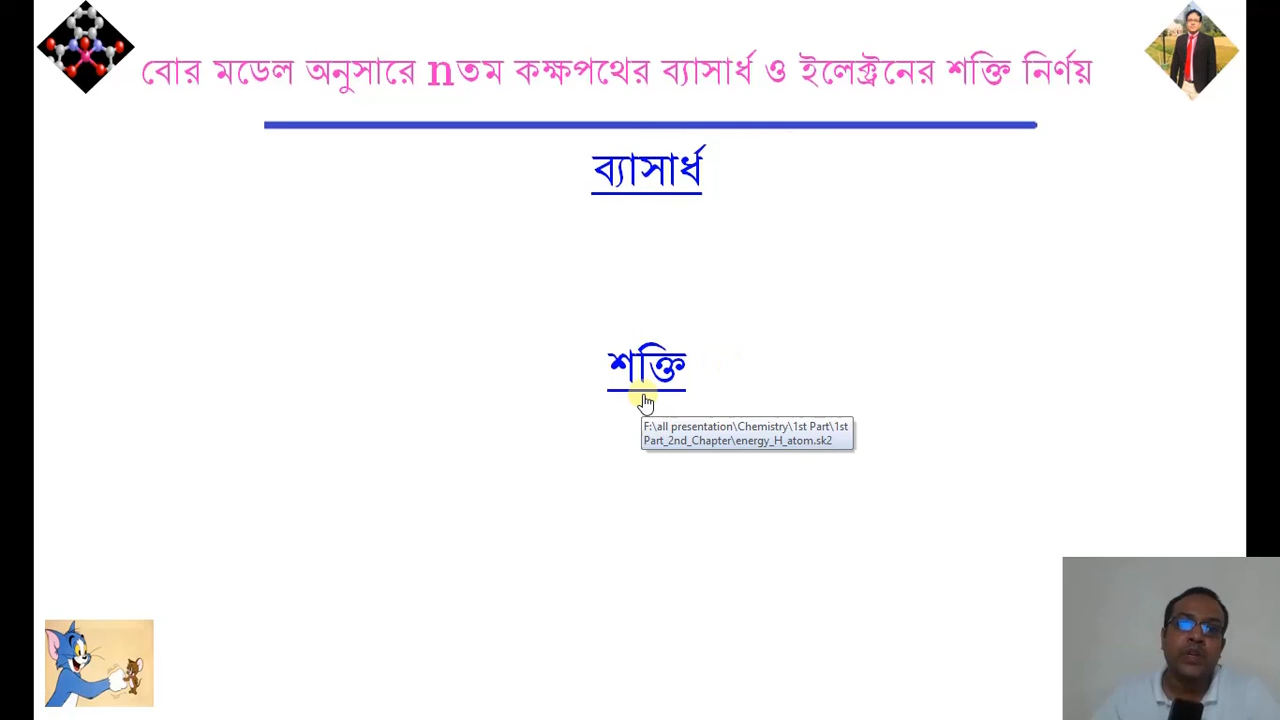 বোর মডেল অনুসারে nতম কক্ষপথের ব্যাসার্ধ ও ইলেক্ট্রনের শক্তি নির্ণয়
ব্যাসার্ধ
শক্তি
F:\all presentation\Chemistry\1st Part\1st
Part_2nd_Chapter\energy_H_atom.sk2